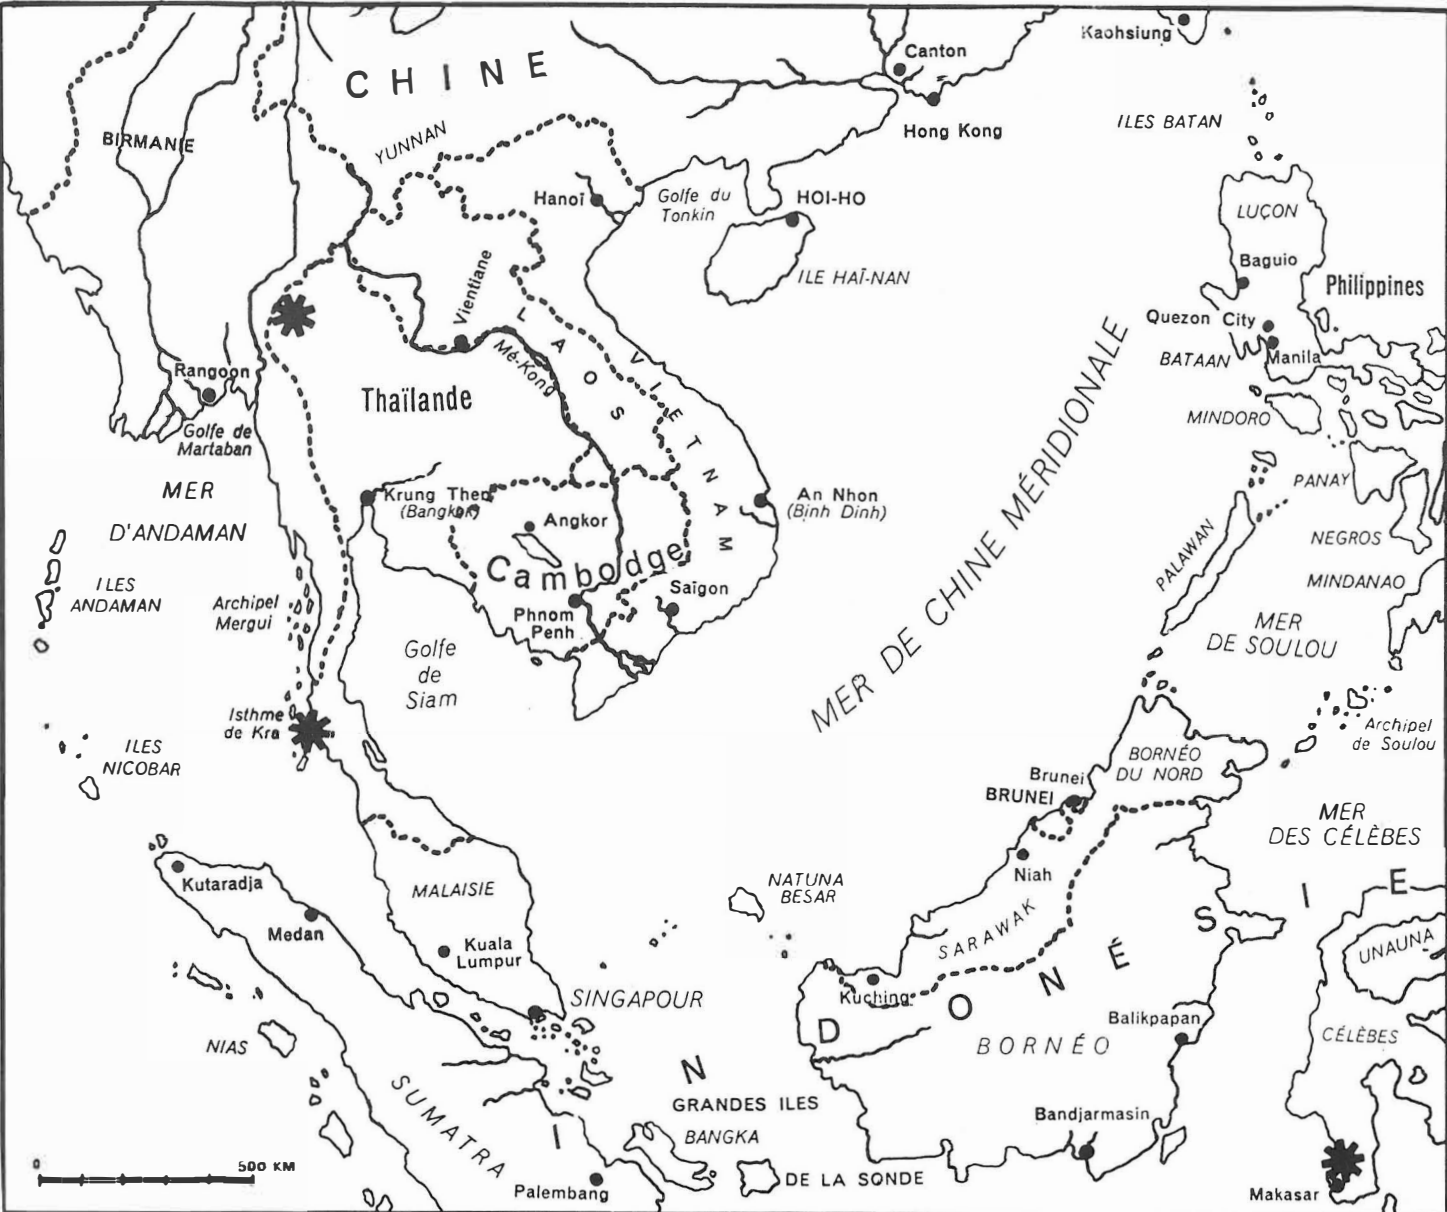 Kaohsiung
Canton
CHINE
ILES BATAN
Hong Kong
BIRMANIE
YUNNAN
Hanoï
Golfe du
Tonkin
HOI-HO
LUÇON
ILE HAÏ-NAN
Baguio
Philippines
Vientiane
Quezon City
Manila
BATAAN
LAOS
Mé-Kong
VIETNAM
Rangoon
Thaïlande
MINDORO
Golfe de
Martaban
MER
D'ANDAMAN
Krung Thep
(Bangkok)
An Nhon
(Binh Dinh)
PANAY
Angkor
NEGROS
Cambodge
PALAWAN
MINDANAO
ILES
ANDAMAN
Archipel
Mergui
Saïgon
Phnom
Penh
MER
DE SOULOU
MER DE CHINE MÉRIDIONALE
Golfe
de
Siam
Isthme
de Kra
Archipel
de Soulou
ILES
NICOBAR
BORNÉO
DU NORD
Brunei
BRUNEI
MER
DES CÉLÈBES
Niah
Kutaradja
MALAISIE
NATUNA
BESAR
Medan
Kuala
Lumpur
SARAWAK
UNAUNA
SINGAPOUR
Kuching
INDONÉSIE
Balikpapan
BORNÉO
CÉLÈBES
NIAS
SUMATRA
GRANDES ILES
Bandjarmasin
BANGKA
DE LA SONDE
0 500 KM
Palembang
Makasar